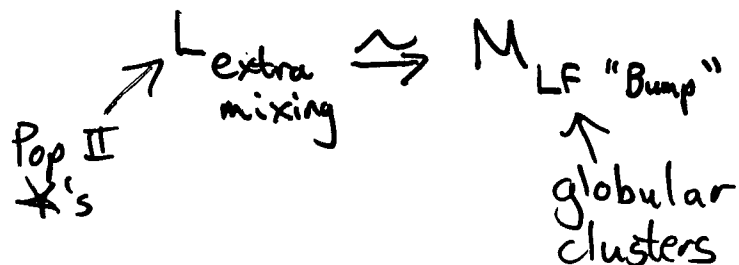 L extra mixing ≃> M LF "Bump"
Pop II ★'s
globular clusters